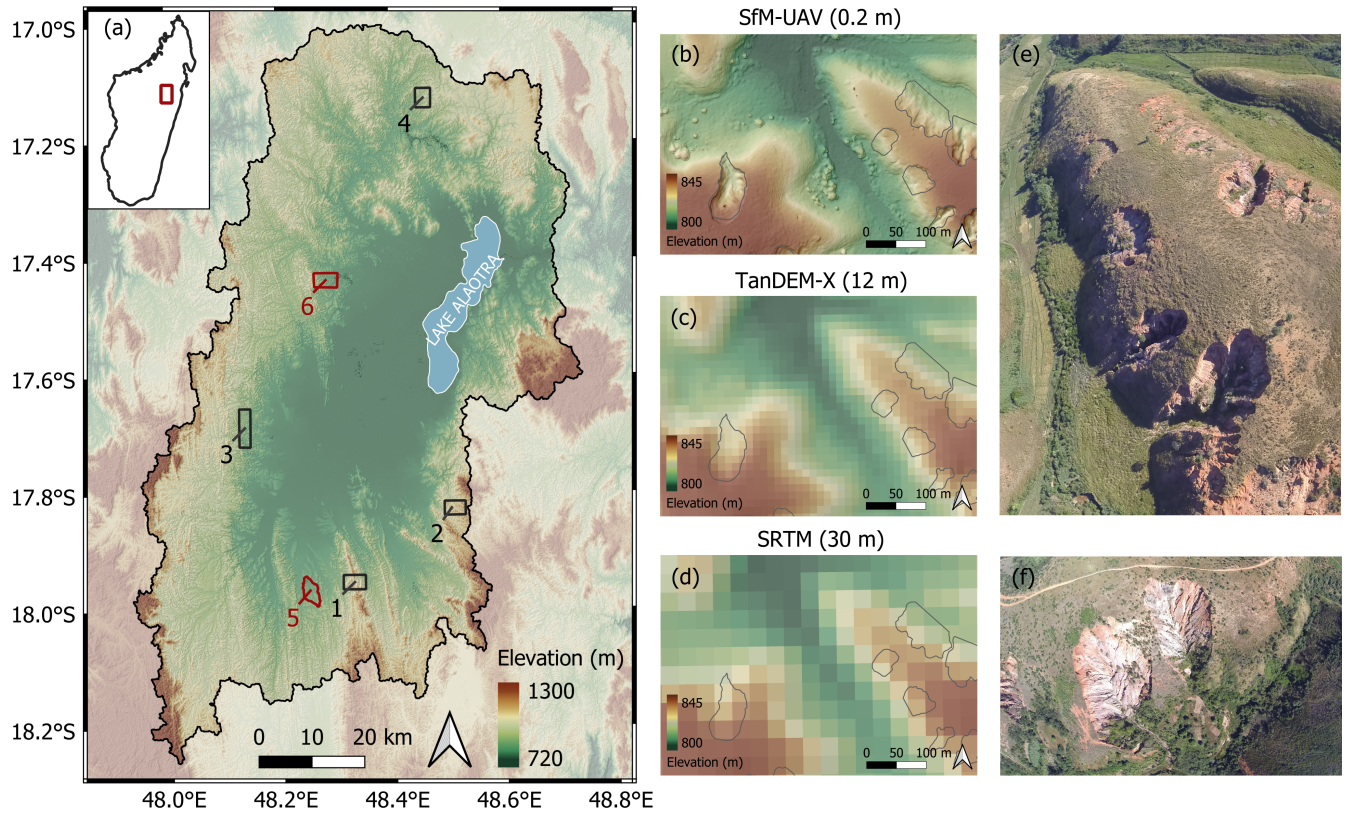 (a)
17.0°S
17.2°S
17.4°S
17.6°S
17.8°S
18.0°S
18.2°S
48.0°E
48.2°E
48.4°E
48.6°E
48.8°E
4
6
LAKE ALAOTRA
3
2
5
1
Elevation (m)
1300
720
0 10 20 km
SfM-UAV (0.2 m)
(b)
845
800
Elevation (m)
0 50 100 m
TanDEM-X (12 m)
(c)
845
800
Elevation (m)
0 50 100 m
SRTM (30 m)
(d)
845
800
Elevation (m)
0 50 100 m
(e)
(f)